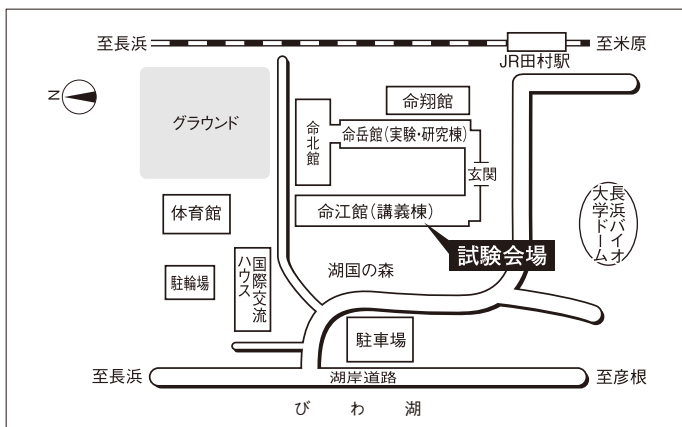 至長浜
至米原
JR田村駅
N
グラウンド
命翔館
命北館
命岳館(実験・研究棟)
玄関
体育館
命江館(講義棟)
長浜バイオ
大学ドーム
試験会場
駐輪場
国際交流
ハウス
湖国の森
駐車場
至長浜
湖岸道路
至彦根
びわ湖